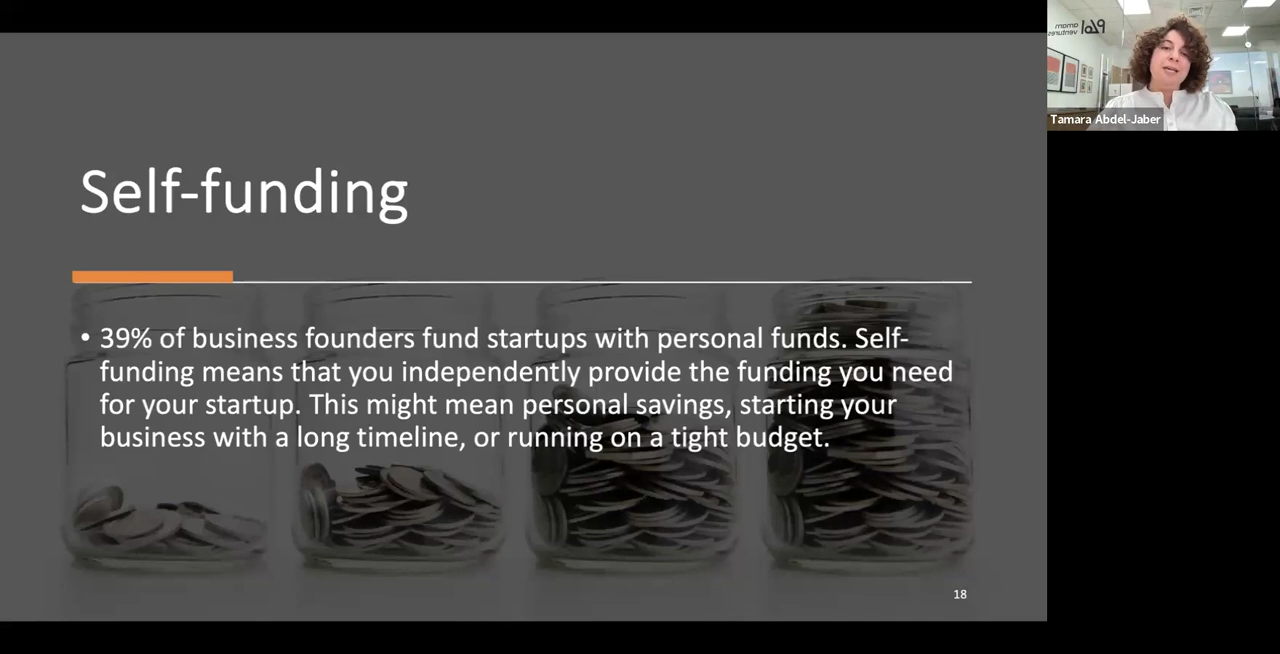 Self-funding
• 39% of business founders fund startups with personal funds. Self-
funding means that you independently provide the funding you need
for your startup. This might mean personal savings, starting your
business with a long timeline, or running on a tight budget.
18
amam
ventures
Tamara Abdel-Jaber